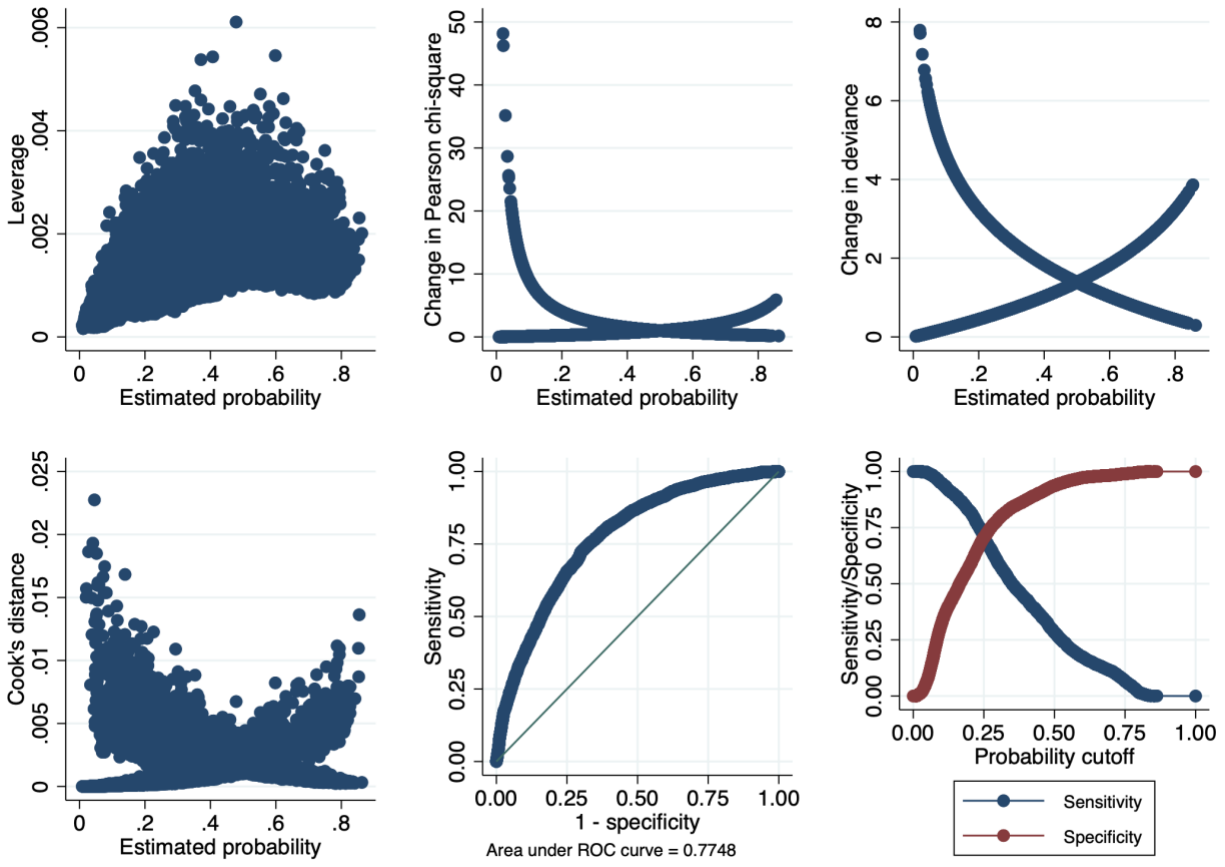 Leverage
0 .002 .004 .006
0 .2 .4 .6 .8
Estimated probability
Change in Pearson chi-square
0 10 20 30 40 50
0 .2 .4 .6 .8
Estimated probability
Change in deviance
0 2 4 6 8
0 .2 .4 .6 .8
Estimated probability
Cook's distance
0 .005 .01 .015 .02 .025
0 .2 .4 .6 .8
Estimated probability
Sensitivity
0.00 0.25 0.50 0.75 1.00
0.00 0.25 0.50 0.75 1.00
1 - specificity
Area under ROC curve = 0.7748
Sensitivity/Specificity
0.00 0.25 0.50 0.75 1.00
0.00 0.25 0.50 0.75 1.00
Probability cutoff
Sensitivity
Specificity